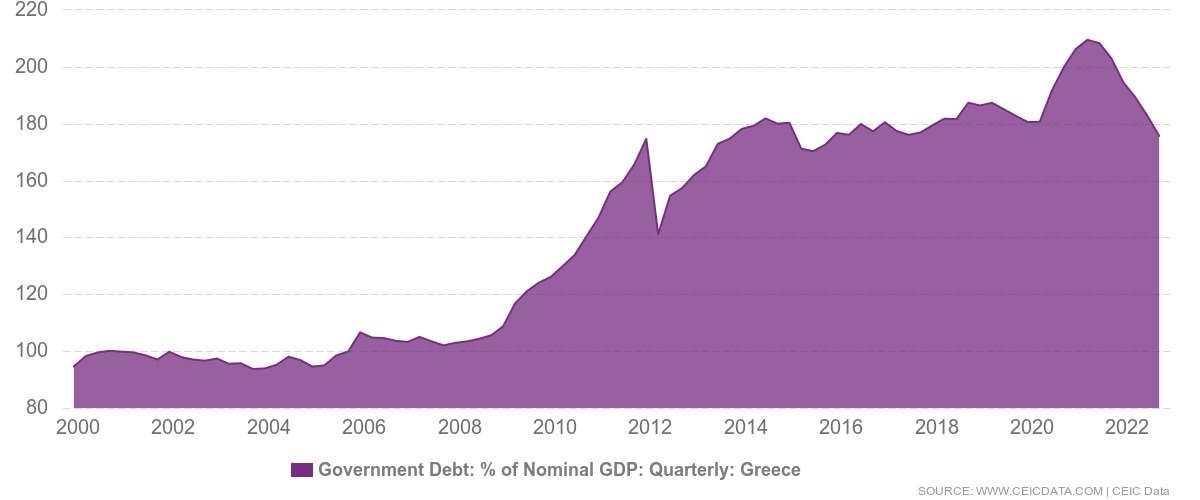 220
200
180
160
140
120
100
80
2000 2002 2004 2006 2008 2010 2012 2014 2016 2018 2020 2022
Government Debt: % of Nominal GDP: Quarterly: Greece
SOURCE: WWW.CEICDATA.COM | CEIC Data